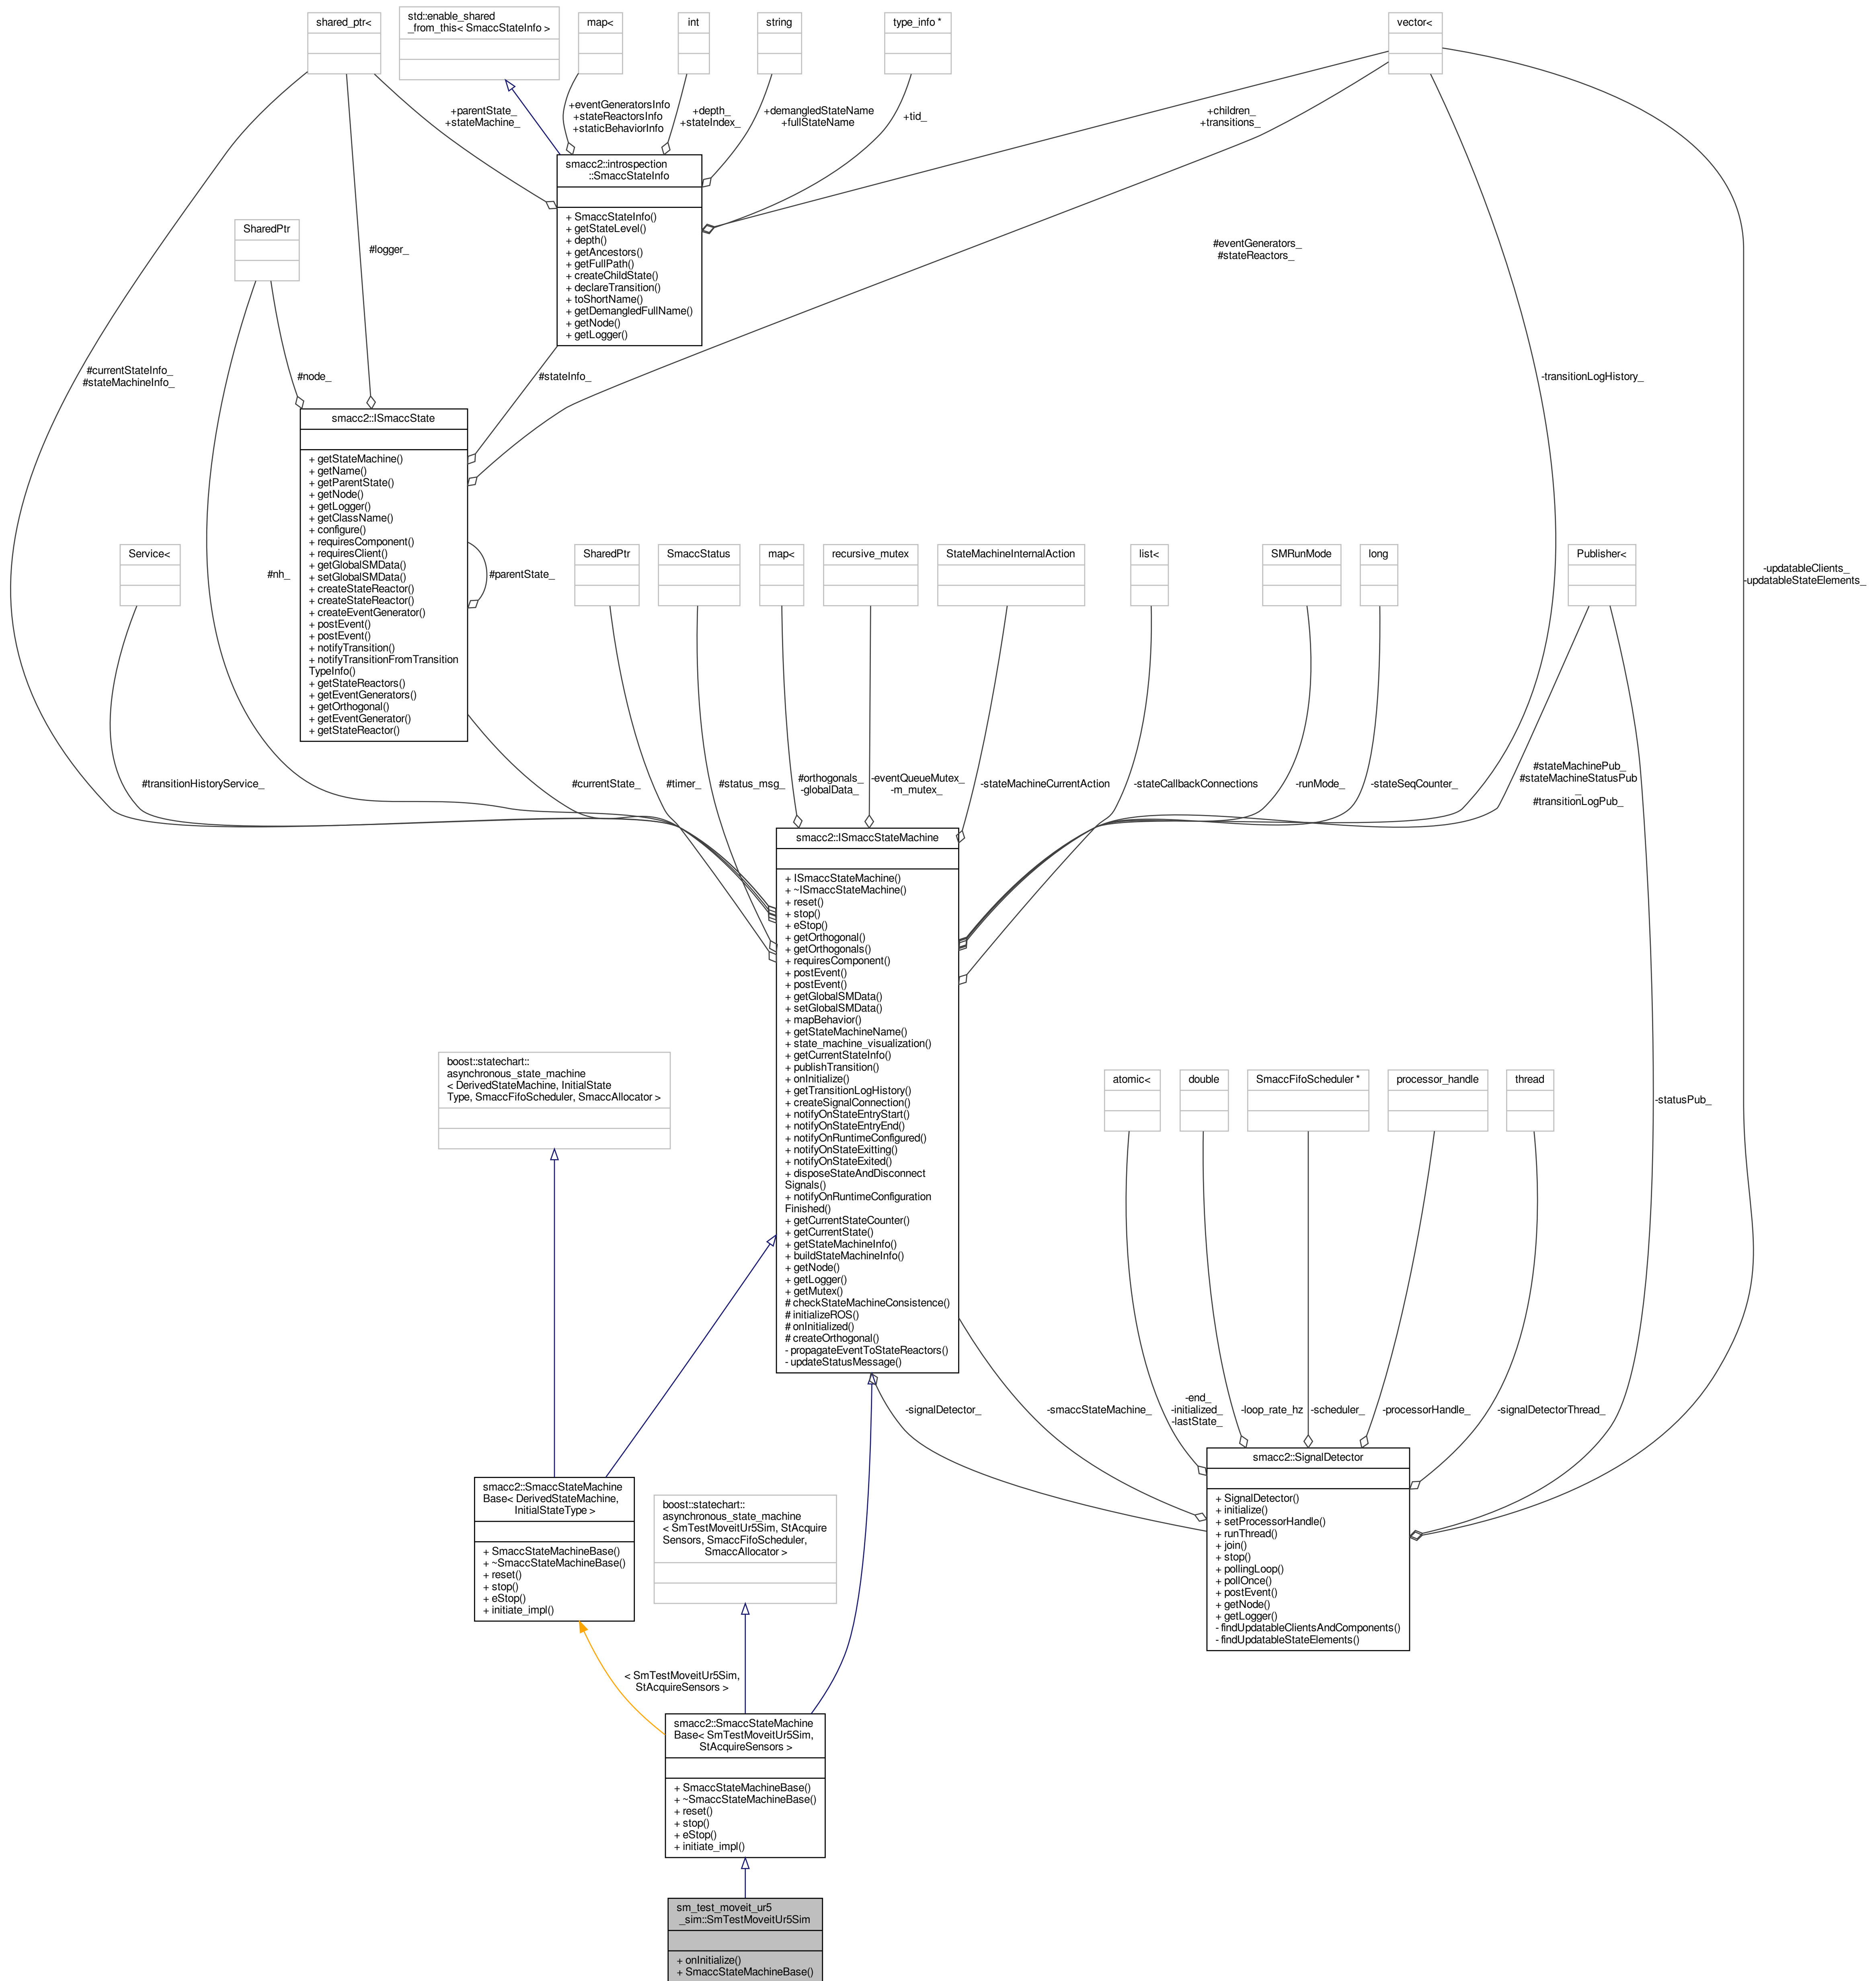 shared_ptr<
std::enable_shared
_from_this< SmaccStateInfo >
map<
int
string
type_info *
vector<
+parentState_
+stateMachine_
+eventGeneratorsInfo
+stateReactorsInfo
+staticBehaviorInfo
+depth_
+stateIndex_
+demangledStateName
+fullStateName
+tid_
+children_
+transitions_
smacc2::introspection
::SmaccStateInfo
+ SmaccStateInfo()
+ getStateLevel()
+ depth()
+ getAncestors()
+ getFullPath()
+ createChildState()
+ declareTransition()
+ toShortName()
+ getDemangledFullName()
+ getNode()
+ getLogger()
SharedPtr
#logger_
#eventGenerators_
#stateReactors_
#currentStateInfo_
#stateMachineInfo_
#node_
#stateInfo_
-transitionLogHistory_
smacc2::ISmaccState
+ getStateMachine()
+ getName()
+ getParentState()
+ getNode()
+ getLogger()
+ getClassName()
+ configure()
+ requiresComponent()
+ requiresClient()
+ getGlobalSMData()
+ setGlobalSMData()
+ createStateReactor()
+ createStateReactor()
+ createEventGenerator()
+ postEvent()
+ postEvent()
+ notifyTransition()
+ notifyTransitionFromTransition
TypeInfo()
+ getStateReactors()
+ getEventGenerators()
+ getOrthogonal()
+ getEventGenerator()
+ getStateReactor()
Service<
#nh_
#parentState_
SharedPtr
SmaccStatus
map<
recursive_mutex
StateMachineInternalAction
list<
SMRunMode
long
Publisher<
-updatableClients_
-updatableStateElements_
#transitionHistoryService_
#currentState_
#timer_
#status_msg_
#orthogonals_
-globalData_
-eventQueueMutex_
-m_mutex_
-stateMachineCurrentAction
-stateCallbackConnections
-runMode_
-stateSeqCounter_
#stateMachinePub_
#stateMachineStatusPub
_
#transitionLogPub_
smacc2::ISmaccStateMachine
+ ISmaccStateMachine()
+ ~ISmaccStateMachine()
+ reset()
+ stop()
+ eStop()
+ getOrthogonal()
+ getOrthogonals()
+ requiresComponent()
+ postEvent()
+ postEvent()
+ getGlobalSMData()
+ setGlobalSMData()
+ mapBehavior()
+ getStateMachineName()
+ state_machine_visualization()
+ getCurrentStateInfo()
+ publishTransition()
+ onInitialize()
+ getTransitionLogHistory()
+ createSignalConnection()
+ notifyOnStateEntryStart()
+ notifyOnStateEntryEnd()
+ notifyOnRuntimeConfigured()
+ notifyOnStateExitting()
+ notifyOnStateExited()
+ disposeStateAndDisconnect
Signals()
+ notifyOnRuntimeConfiguration
Finished()
+ getCurrentStateCounter()
+ getCurrentState()
+ getStateMachineInfo()
+ buildStateMachineInfo()
+ getNode()
+ getLogger()
+ getMutex()
# checkStateMachineConsistence()
# initializeROS()
# onInitialized()
# createOrthogonal()
- propagateEventToStateReactors()
- updateStatusMessage()
boost::statechart::
asynchronous_state_machine
< DerivedStateMachine, InitialState
Type, SmaccFifoScheduler, SmaccAllocator >
atomic<
double
SmaccFifoScheduler *
processor_handle
thread
-statusPub_
-signalDetector_
-smaccStateMachine_
-end_
-initialized_
-lastState_
-loop_rate_hz
-scheduler_
-processorHandle_
-signalDetectorThread_
smacc2::SignalDetector
+ SignalDetector()
+ initialize()
+ setProcessorHandle()
+ runThread()
+ join()
+ stop()
+ pollingLoop()
+ pollOnce()
+ postEvent()
+ getNode()
+ getLogger()
- findUpdatableClientsAndComponents()
- findUpdatableStateElements()
smacc2::SmaccStateMachine
Base< DerivedStateMachine,
InitialStateType >
+ SmaccStateMachineBase()
+ ~SmaccStateMachineBase()
+ reset()
+ stop()
+ eStop()
+ initiate_impl()
boost::statechart::
asynchronous_state_machine
< SmTestMoveitUr5Sim, StAcquire
Sensors, SmaccFifoScheduler,
SmaccAllocator >
< SmTestMoveitUr5Sim,
StAcquireSensors >
smacc2::SmaccStateMachine
Base< SmTestMoveitUr5Sim,
StAcquireSensors >
+ SmaccStateMachineBase()
+ ~SmaccStateMachineBase()
+ reset()
+ stop()
+ eStop()
+ initiate_impl()
sm_test_moveit_ur5
_sim::SmTestMoveitUr5Sim
+ onInitialize()
+ SmaccStateMachineBase()